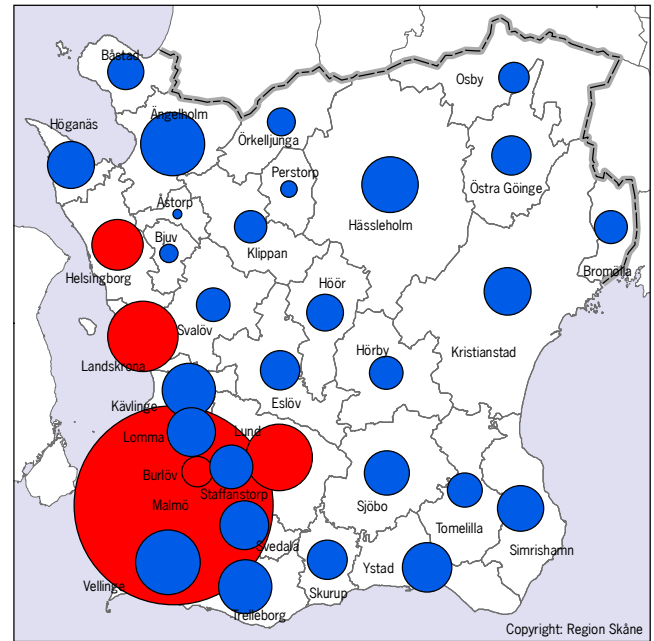 Båstad
Osby
Ängelholm
Höganäs
Örkelljunga
Perstorp
Östra Göinge
Åstorp
Hässleholm
Bjuv
Klippan
Helsingborg
Bromölla
Höör
Svalöv
Kristianstad
Landskrona
Hörby
Eslöv
Kävlinge
Lomma
Lund
Burlöv
Staffanstorp
Malmö
Sjöbo
Tomelilla
Svedala
Simrishamn
Vellinge
Ystad
Skurup
Trelleborg
Copyright: Region Skåne